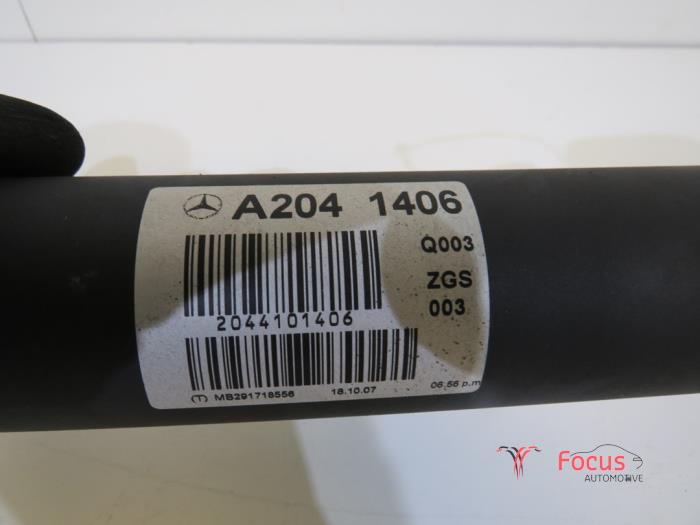 A204 1406
Q003
ZGS
003
2044101406
MB291718556 18.10.07 06.56 p.m
Focus
AUTOMOTIVE